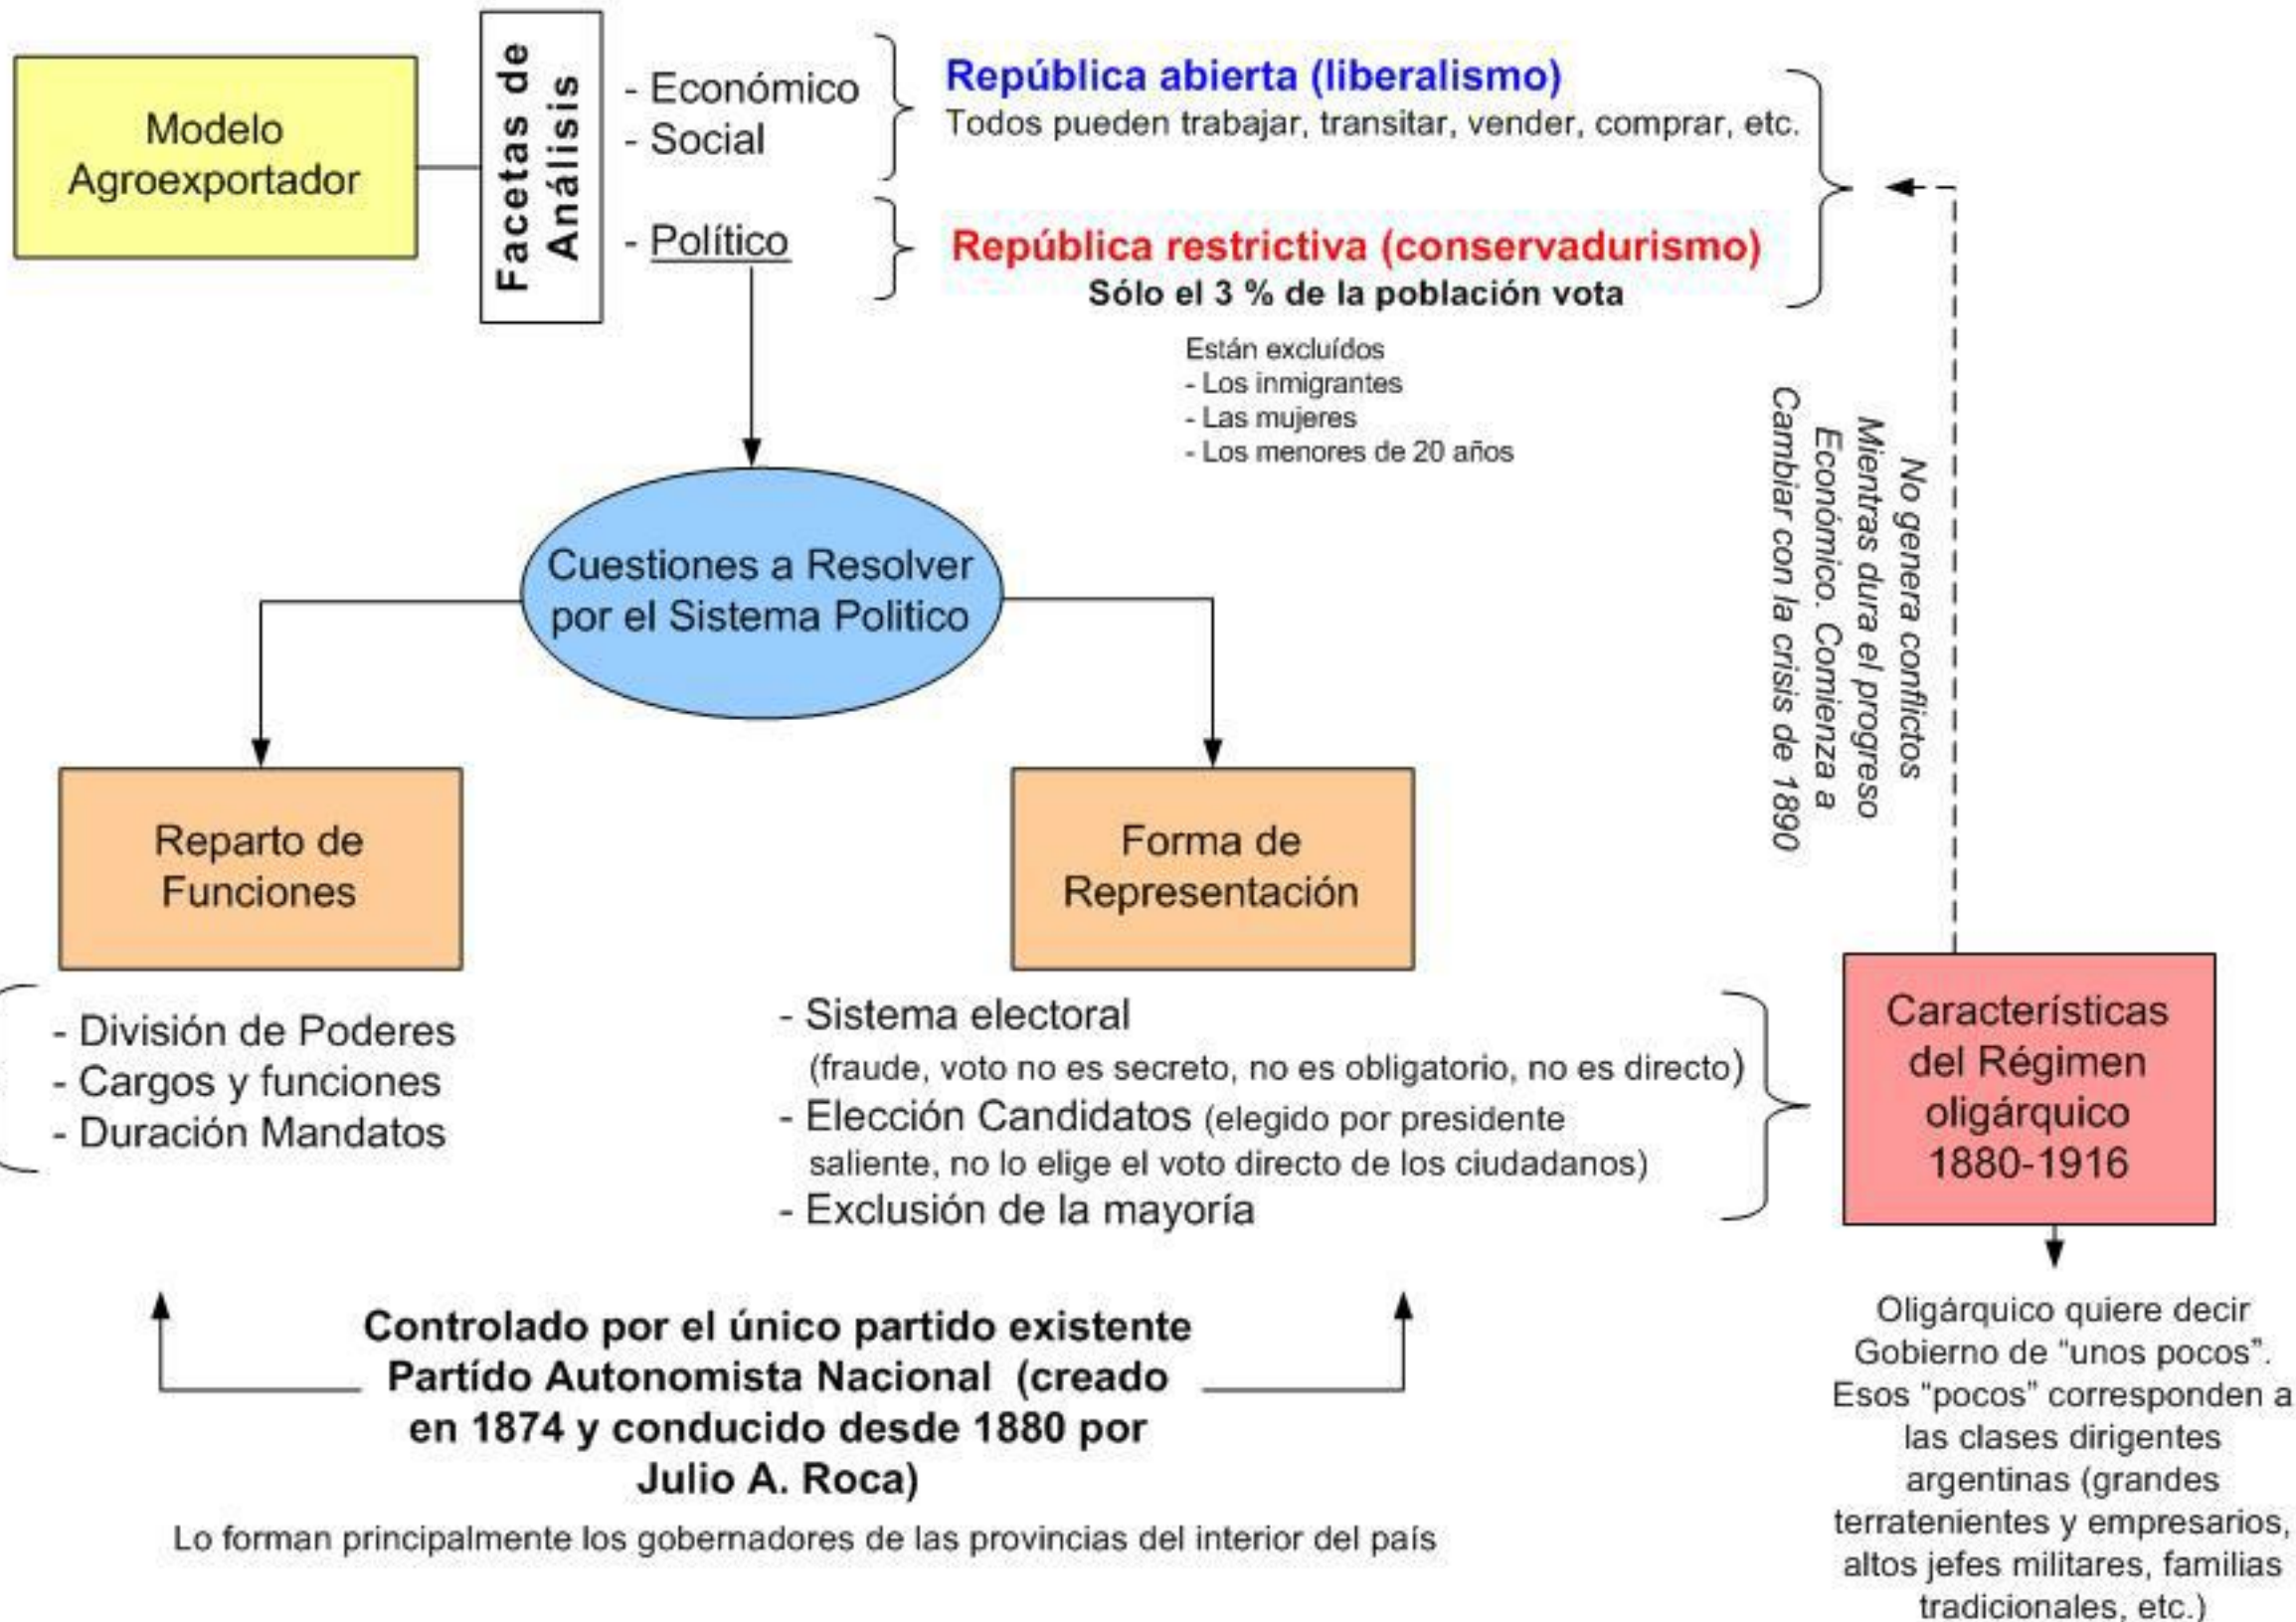 Modelo
Agroexportador
Facetas de
Análisis
- Económico
- Social
- Político
República abierta (liberalismo)
Todos pueden trabajar, transitar, vender, comprar, etc.
República restrictiva (conservadurismo)
Sólo el 3 % de la población vota
Están excluídos
- Los inmigrantes
- Las mujeres
- Los menores de 20 años
No genera conflictos
Mientras dura el progreso
Económico. Comienza a
Cambiar con la crisis de 1890
Cuestiones a Resolver
por el Sistema Politico
Reparto de
Funciones
Forma de
Representación
- División de Poderes
- Cargos y funciones
- Duración Mandatos
- Sistema electoral
(fraude, voto no es secreto, no es obligatorio, no es directo)
- Elección Candidatos (elegido por presidente
saliente, no lo elige el voto directo de los ciudadanos)
- Exclusión de la mayoría
Característísticas
del Régimen
oligárquico
1880-1916
Controlado por el único partido existente
Partído Autonomista Nacional (creado
en 1874 y conducido desde 1880 por
Julio A. Roca)
Lo forman principalmente los gobernadores de las provincias del interior del país
Oligárquico quiere decir
Gobierno de “unos pocos”.
Esos “pocos” corresponden a
las clases dirigentes
argentinas (grandes
terratenientes y empresarios,
altos jefes militares, familias
tradicionales, etc.)